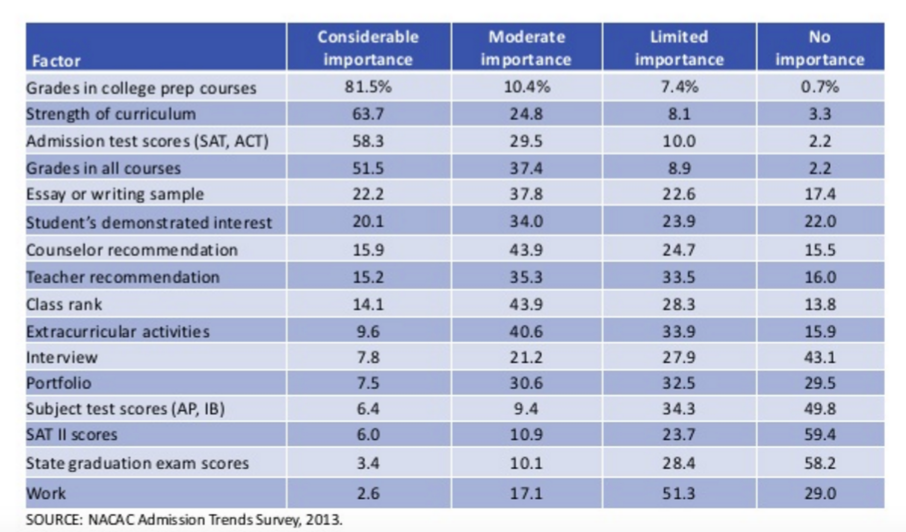 Factor Considerable importance Moderate importance Limited importance No importance
Grades in college prep courses 81.5% 10.4% 7.4% 0.7%
Strength of curriculum 63.7 24.8 8.1 3.3
Admission test scores (SAT, ACT) 58.3 29.5 10.0 2.2
Grades in all courses 51.5 37.4 8.9 2.2
Essay or writing sample 22.2 37.8 22.6 17.4
Student's demonstrated interest 20.1 34.0 23.9 22.0
Counselor recommendation 15.9 43.9 24.7 15.5
Teacher recommendation 15.2 35.3 33.5 16.0
Class rank 14.1 43.9 28.3 13.8
Extracurricular activities 9.6 40.6 33.9 15.9
Interview 7.8 21.2 27.9 43.1
Portfolio 7.5 30.6 32.5 29.5
Subject test scores (AP, IB) 6.4 9.4 34.3 49.8
SAT II scores 6.0 10.9 23.7 59.4
State graduation exam scores 3.4 10.1 28.4 58.2
Work 2.6 17.1 51.3 29.0
SOURCE: NACAC Admission Trends Survey, 2013.